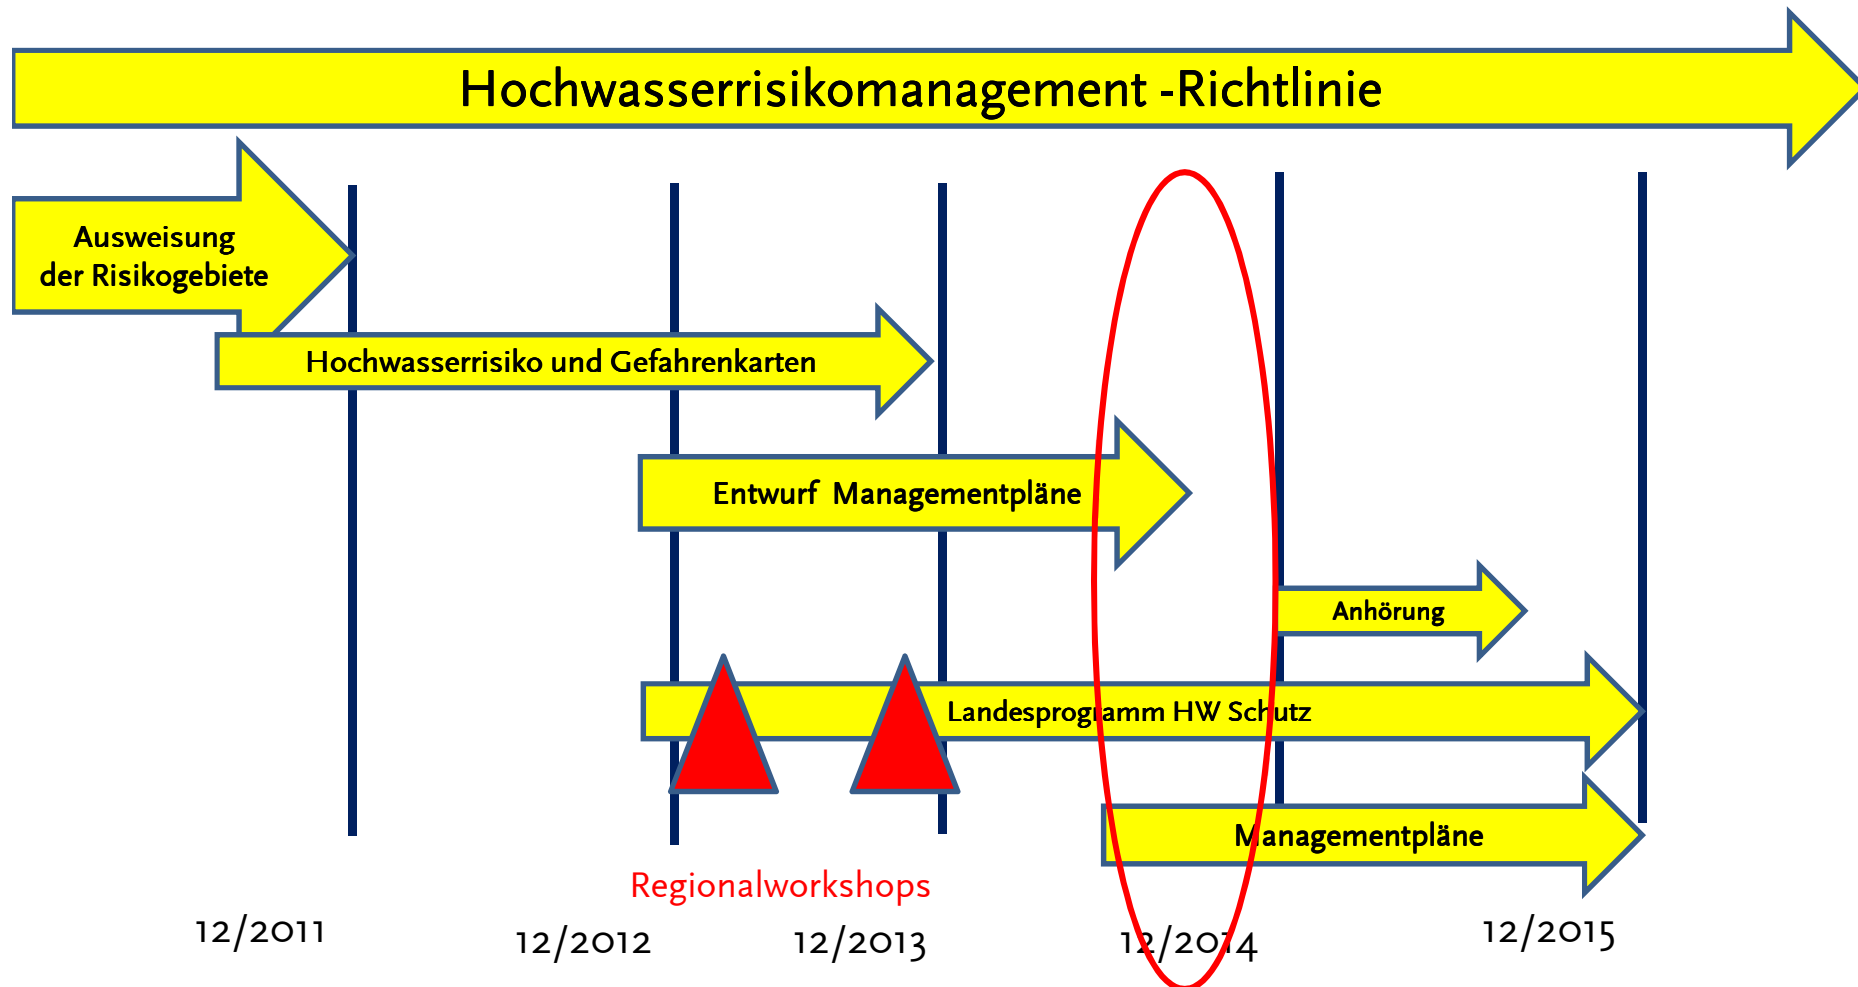 Hochwasserrisikomanagement -Richtlinie
Ausweisung
der Risikogebiete
Hochwasserrisiko und Gefahrenkarten
Entwurf Managementpläne
Anhörung
Landesprogramm HW Schutz
Managementpläne
Regionalworkshops
12/2011
12/2012
12/2013
12/2014
12/2015